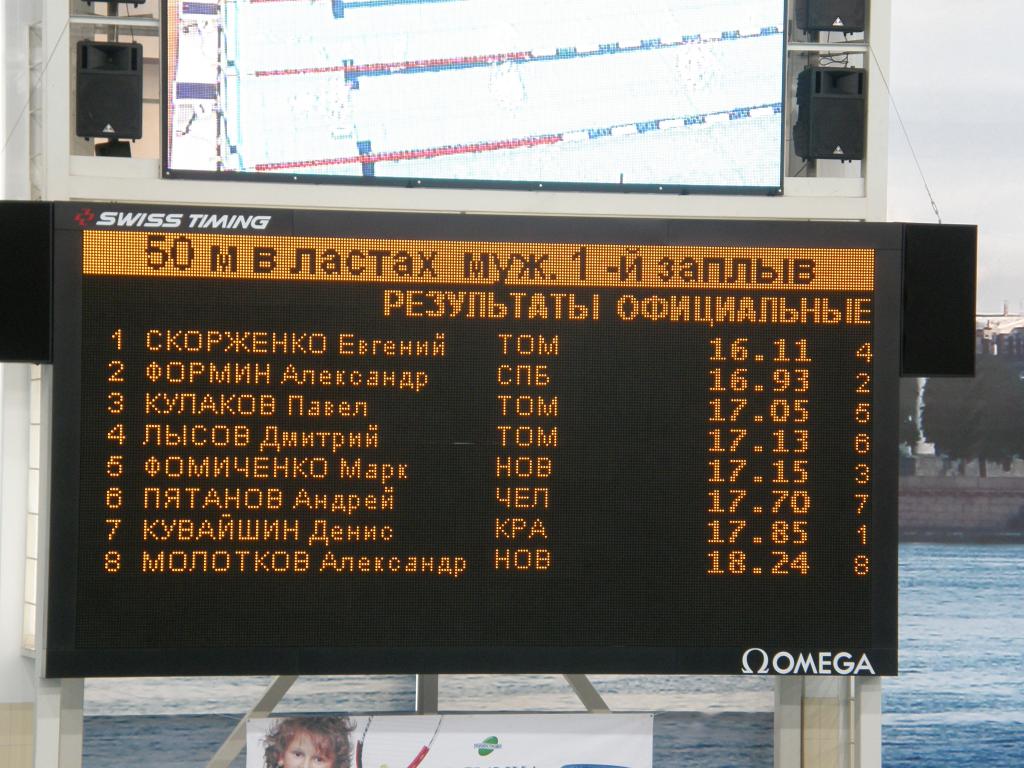 SWISS TIMING
50 м в ластах муж. 1-й заплыв
РЕЗУЛЬТАТЫ ОФИЦИАЛЬНЫЕ
1 СКОРЖЕНКО Евгений ТОМ 16.11 4
2 ФОРМИН Александр СПБ 16.93 2
3 КУЛАКОВ Павел ТОМ 17.05 5
4 ЛЫСОВ Дмитрий ТОМ 17.13 6
5 ФОМИЧЕНКО Марк НОВ 17.15 3
6 ПЯТАНОВ Андрей ЧЕЛ 17.70 7
7 КУВАЙШИН Денис КРА 17.85 1
8 МОЛОТКОВ Александр НОВ 18.24 8
Ω OMEGA